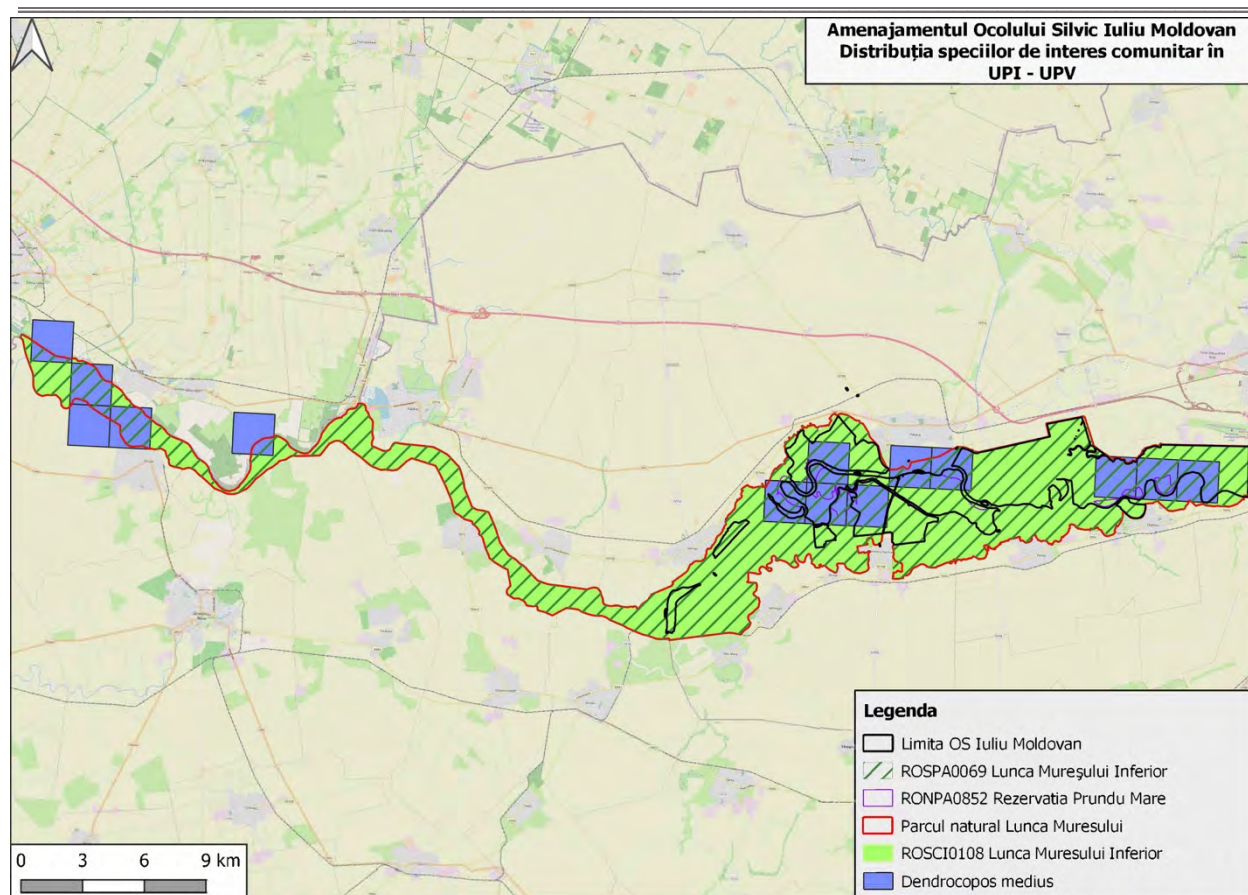 Amenajamentul Ocolului Silvic Iuliu Moldovan
Distribuția speciilor de interes comunitar în
UPI - UPV
Legenda
Limita OS Iuliu Moldovan
ROSPA0069 Lunca Mureşului Inferior
RONPA0852 Rezervatia Prundu Mare
Parcul natural Lunca Muresului
ROSCI0108 Lunca Muresului Inferior
Dendrocopos medius
0 3 6 9 km